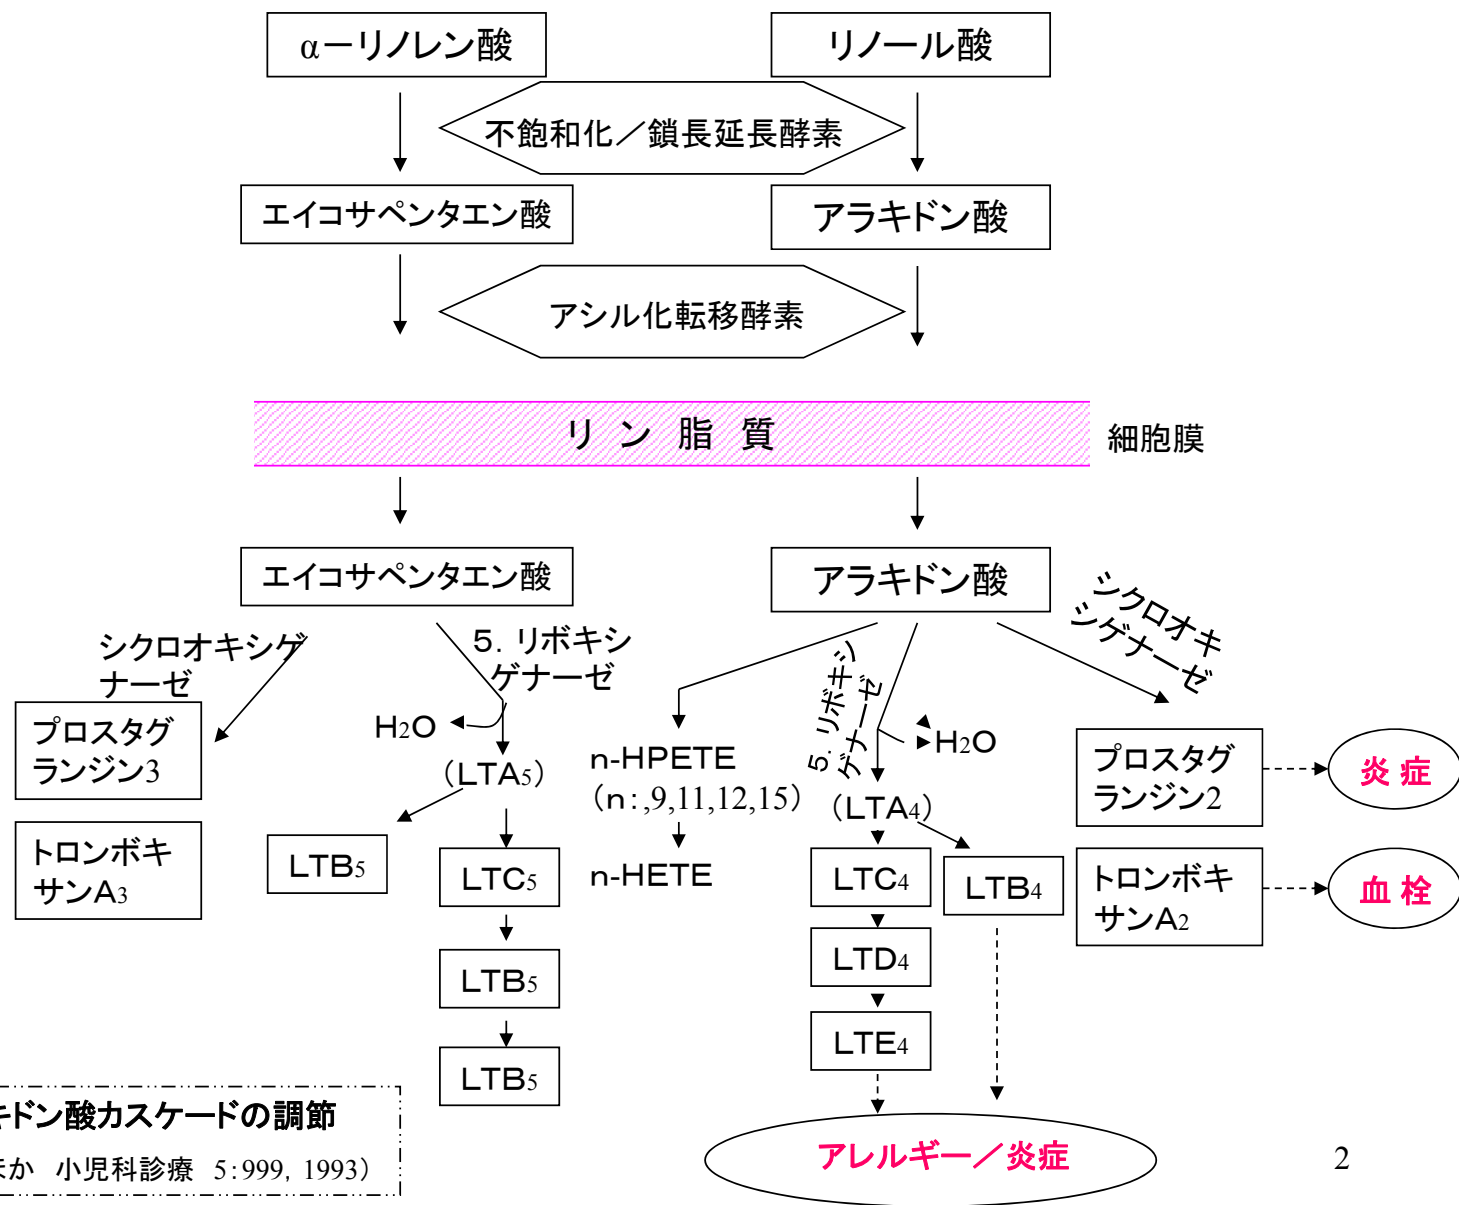 α－リノレン酸
リノール酸
不飽和化／鎖長延長酵素
エイコサペンタエン酸
アラキドン酸
アシル化転移酵素
リン脂質
細胞膜
エイコサペンタエン酸
アラキドン酸
シクロオキシゲ
ナーゼ
５．リボキシ
ゲナーゼ
５．リボキシ
ゲナーゼ
シクロオキ
シゲナーゼ
プロスタグ
ランジン3
H2O
（LTA5）
n-HPETE
（n：,9,11,12,15）
H2O
（LTA4）
プロスタグ
ランジン2
炎症
トロンボキ
サンA3
LTB5
LTC5
n-HETE
LTC4
LTB4
トロンボキ
サンA2
血栓
LTB5
LTD4
LTB5
LTE4
キドン酸カスケードの調節
ほか 小児科診療 5：999, 1993）
アレルギー／炎症
2